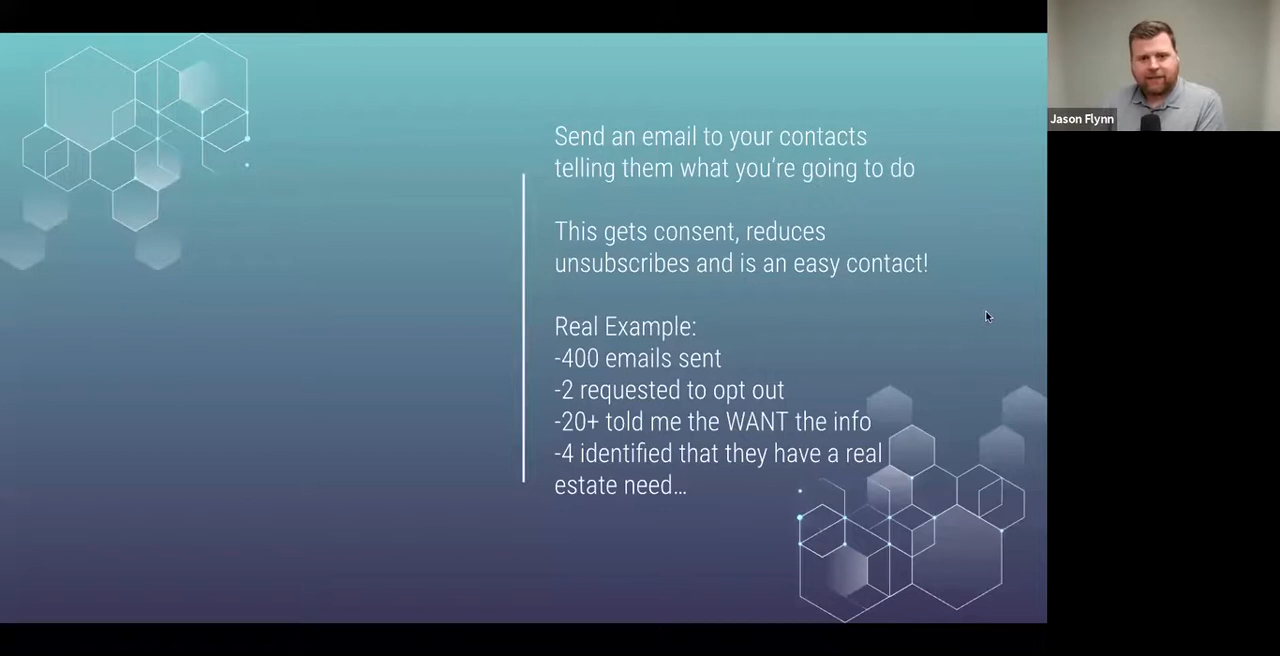 Send an email to your contacts
telling them what you're going to do
This gets consent, reduces
unsubscribes and is an easy contact!
Real Example:
-400 emails sent
-2 requested to opt out
-20+ told me the WANT the info
-4 identified that they have a real
estate need...
Jason Flynn